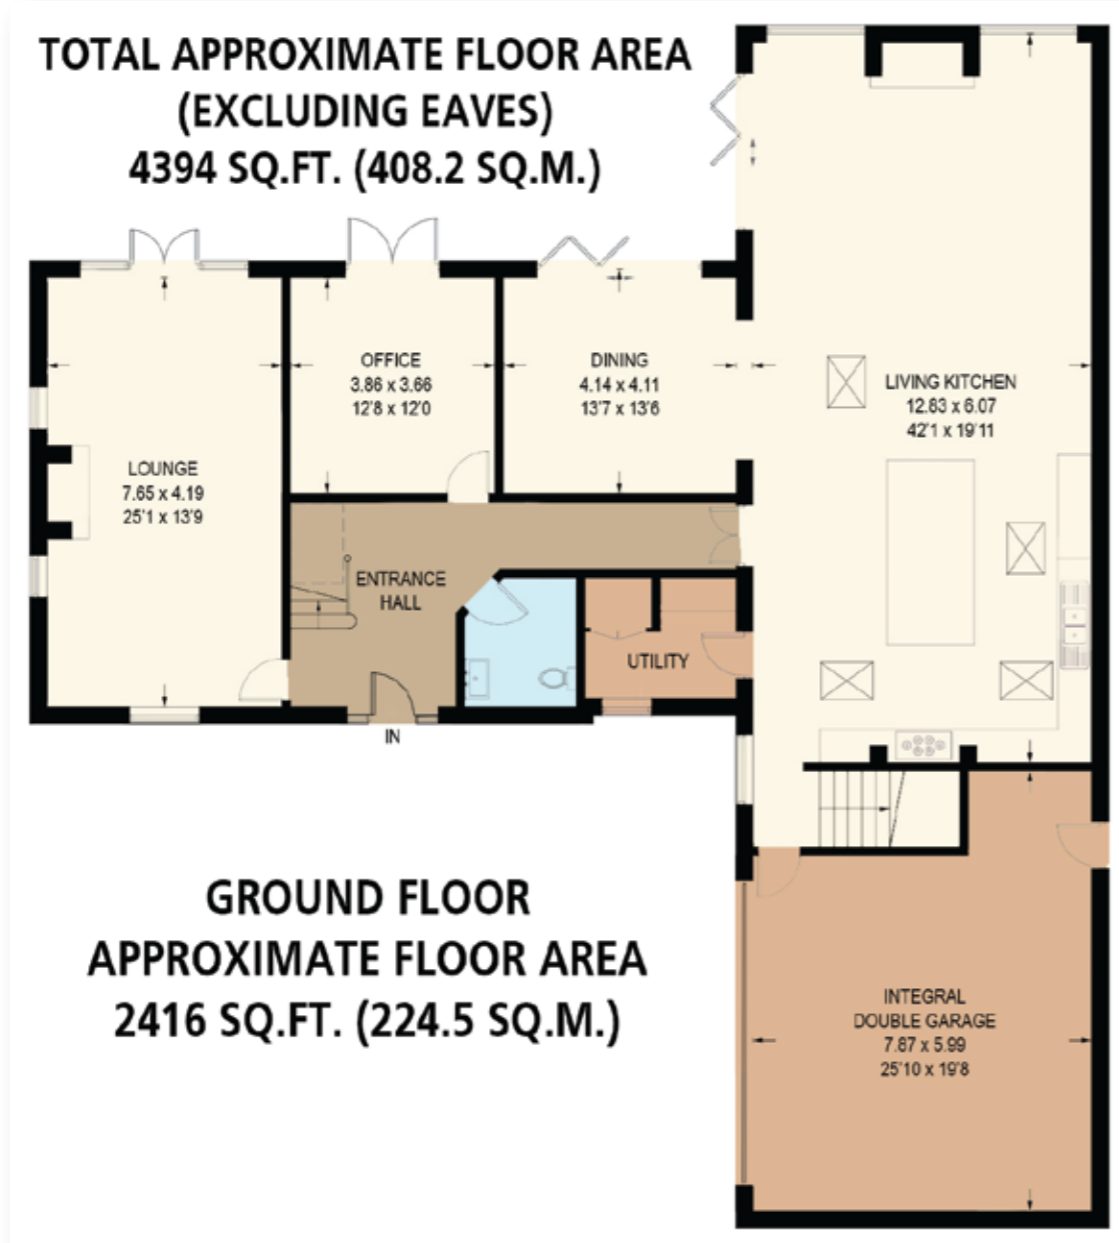 TOTAL APPROXIMATE FLOOR AREA
(EXCLUDING EAVES)
4394 SQ.FT. (408.2 SQ.M.)
OFFICE
3.86 x 3.66
12'8 x 12'0
DINING
4.14 x 4.11
13'7 x 13'6
LIVING KITCHEN
12.83 x 6.07
42'1 x 19'11
LOUNGE
7.65 x 4.19
25'1 x 13'9
ENTRANCE
HALL
UTILITY
IN
GROUND FLOOR
APPROXIMATE FLOOR AREA
2416 SQ.FT. (224.5 SQ.M.)
INTEGRAL
DOUBLE GARAGE
7.87 x 5.99
25'10 x 19'8